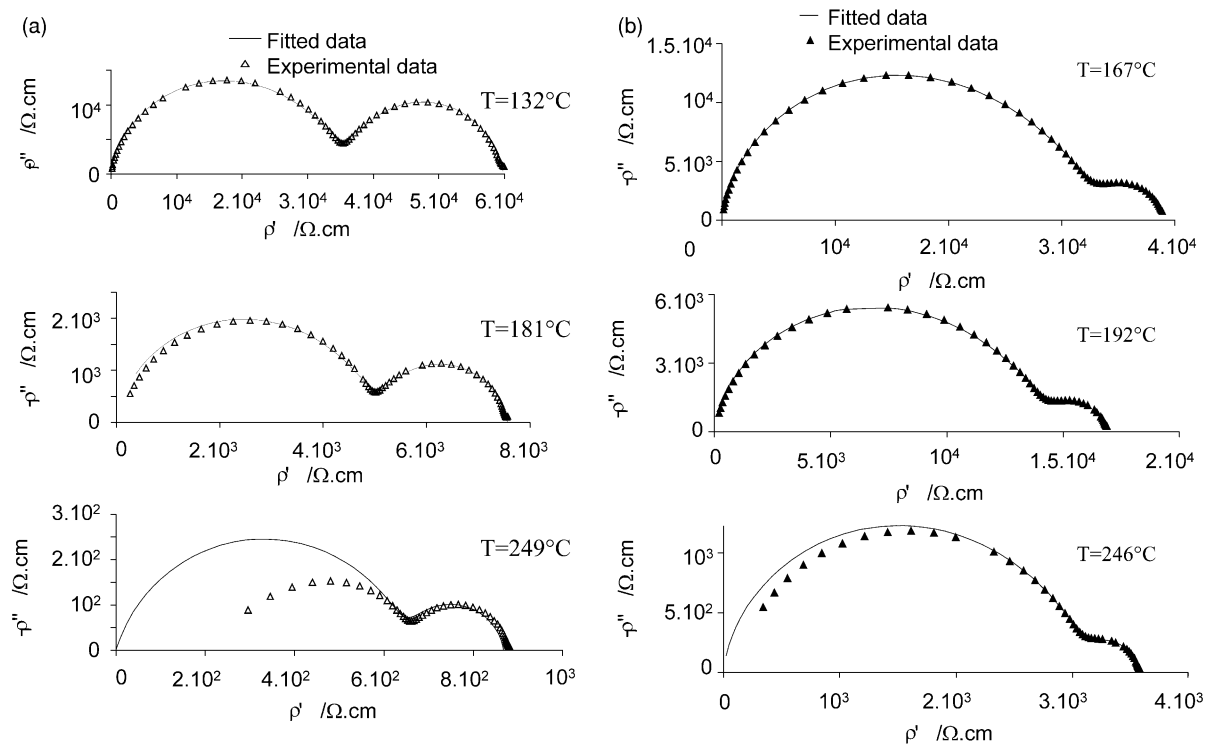 (a)
Fitted data
Experimental data
T=132°C
10⁴
0
-ρ" /Ω.cm
0 10⁴ 2.10⁴ 3.10⁴ 4.10⁴ 5.10⁴ 6.10⁴
ρ' /Ω.cm
T=181°C
2.10³
10³
0
-ρ" /Ω.cm
0 2.10³ 4.10³ 6.10³ 8.10³
ρ' /Ω.cm
T=249°C
3.10²
2.10²
10²
0
-ρ" /Ω.cm
0 2.10² 4.10² 6.10² 8.10² 10³
ρ' /Ω.cm
(b)
Fitted data
Experimental data
T=167°C
1.5.10⁴
10⁴
5.10³
0
-ρ" /Ω.cm
0 10⁴ 2.10⁴ 3.10⁴ 4.10⁴
ρ' /Ω.cm
T=192°C
6.10³
3.10³
0
-ρ" /Ω.cm
0 5.10³ 10⁴ 1.5.10⁴ 2.10⁴
ρ' /Ω.cm
T=246°C
10³
5.10²
0
-ρ" /Ω.cm
0 10³ 2.10³ 3.10³ 4.10³
ρ' /Ω.cm